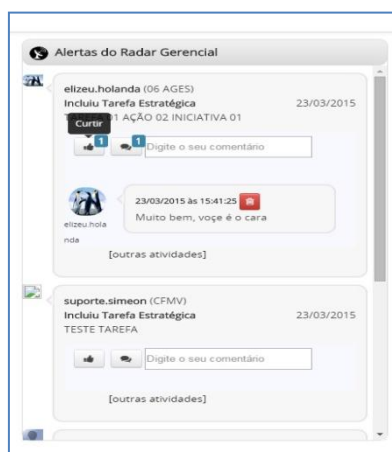 Alertas do Radar Gerencial
elizeu.holanda (06 AGES)
Incluiu Tarefa Estratégica 23/03/2015
01 AÇÃO 02 INICIATIVA 01
Curtir
1 1 Digite o seu comentário
23/03/2015 às 15:41:25
Muito bem, voçe é o cara
elizeu.hola
nda
[outras atividades]
suporte.simeon (CFMV)
Incluiu Tarefa Estratégica 23/03/2015
TESTE TAREFA
Digite o seu comentário
[outras atividades]